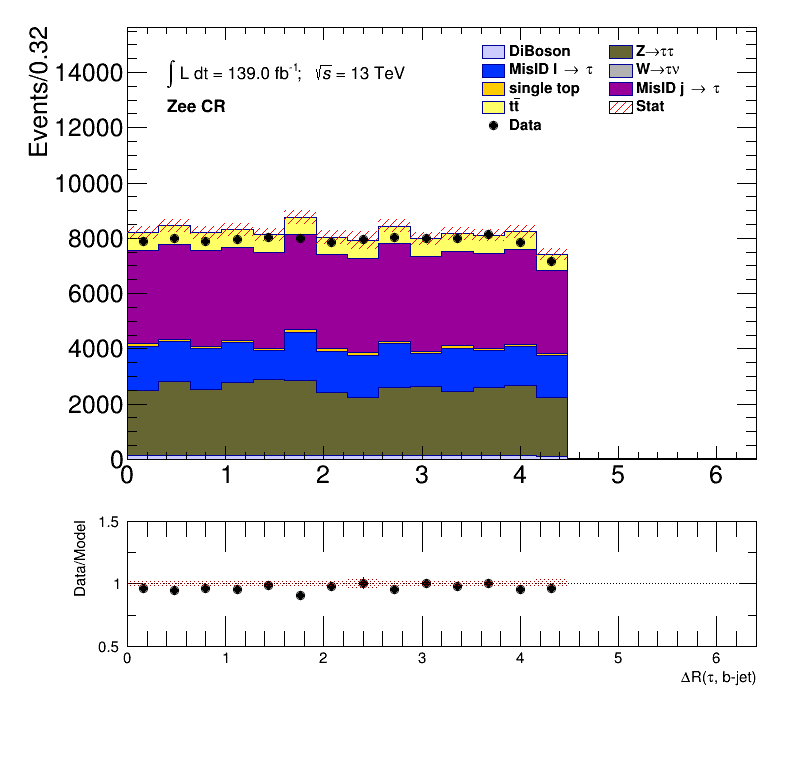 Events/0.32
14000
12000
10000
8000
6000
4000
2000
0
∫ L dt = 139.0 fb⁻¹; √s = 13 TeV
Zee CR
DiBoson
MisID l → τ
single top
tt̅
Data
Z→ττ
W→τν
MisID j → τ
Stat
0 1 2 3 4 5 6
Data/Model
1.5
1
0.5
0 1 2 3 4 5 6
ΔR(τ, b-jet)